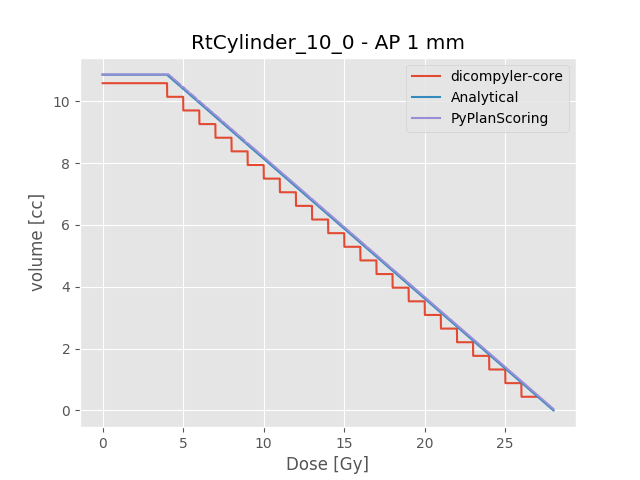 RtCylinder_10_0 - AP 1 mm
dicompyler-core
Analytical
PyPlanScoring
volume [cc]
10
8
6
4
2
0
0 5 10 15 20 25
Dose [Gy]